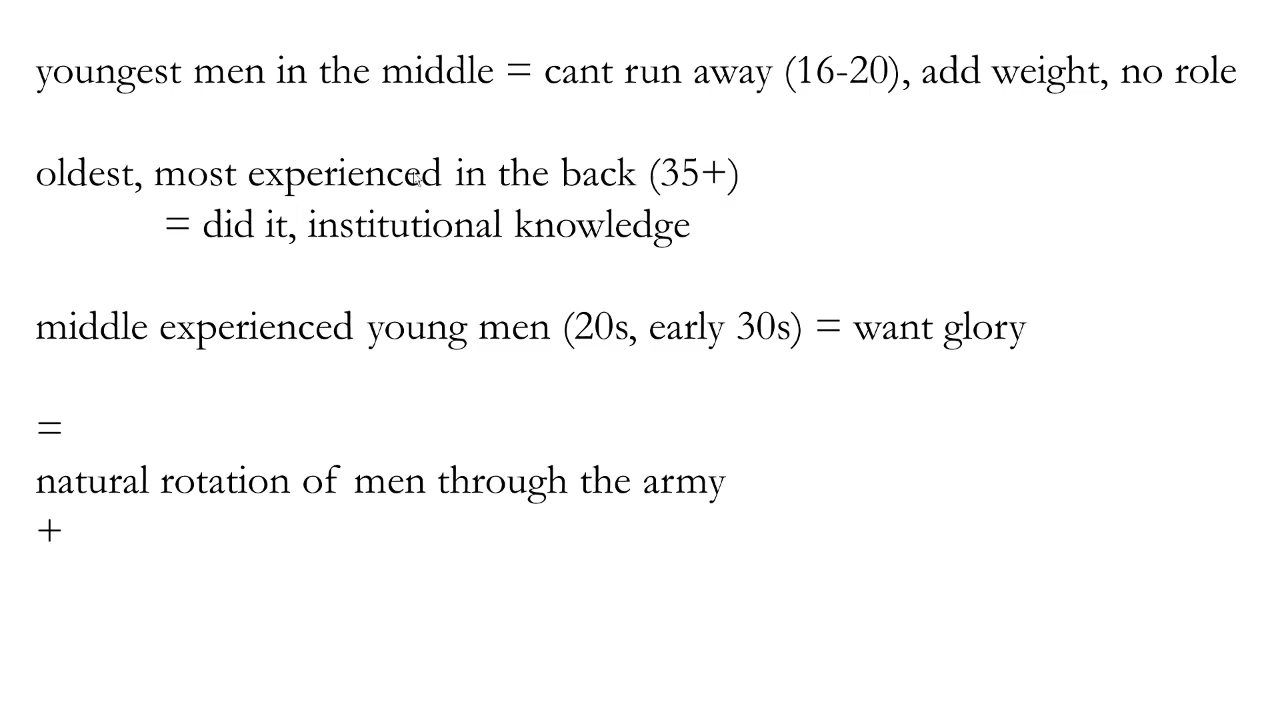 youngest men in the middle = cant run away (16-20), add weight, no role
oldest, most experienced in the back (35+)
= did it, institutional knowledge
middle experienced young men (20s, early 30s) = want glory
=
natural rotation of men through the army
+